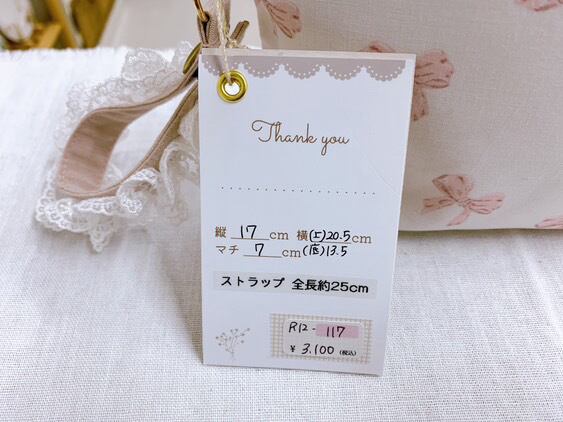 Thank you
縦 17 cm 横(上)20.5cm
マチ 7 cm(底)13.5
ストラップ 全長約25cm
R12-117
¥ 3,100 (税込)